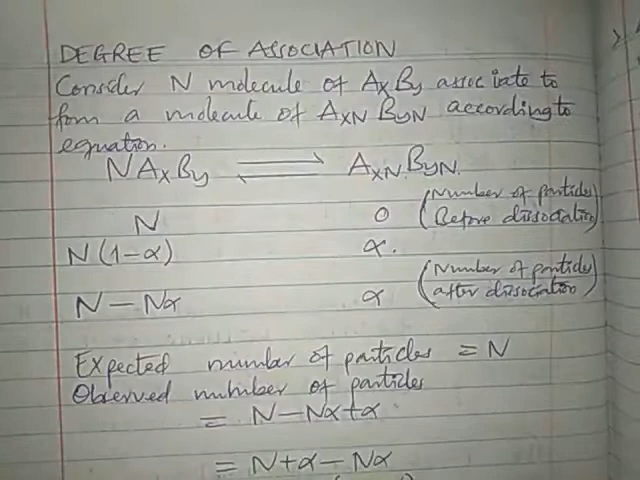 DEGREE OF ASSOCIATION
Consider N molecule of AxBy associate to
form a molecule of AxN ByN according to
equation.
NAxBy ⇌ AxN ByN.
N 0 (Number of particles Before dissociation)
N(1-α) α.
N - Nα α (Number of particles after dissociation)
Expected number of particles = N
Observed number of particles
= N - Nα + α
= N + α - Nα